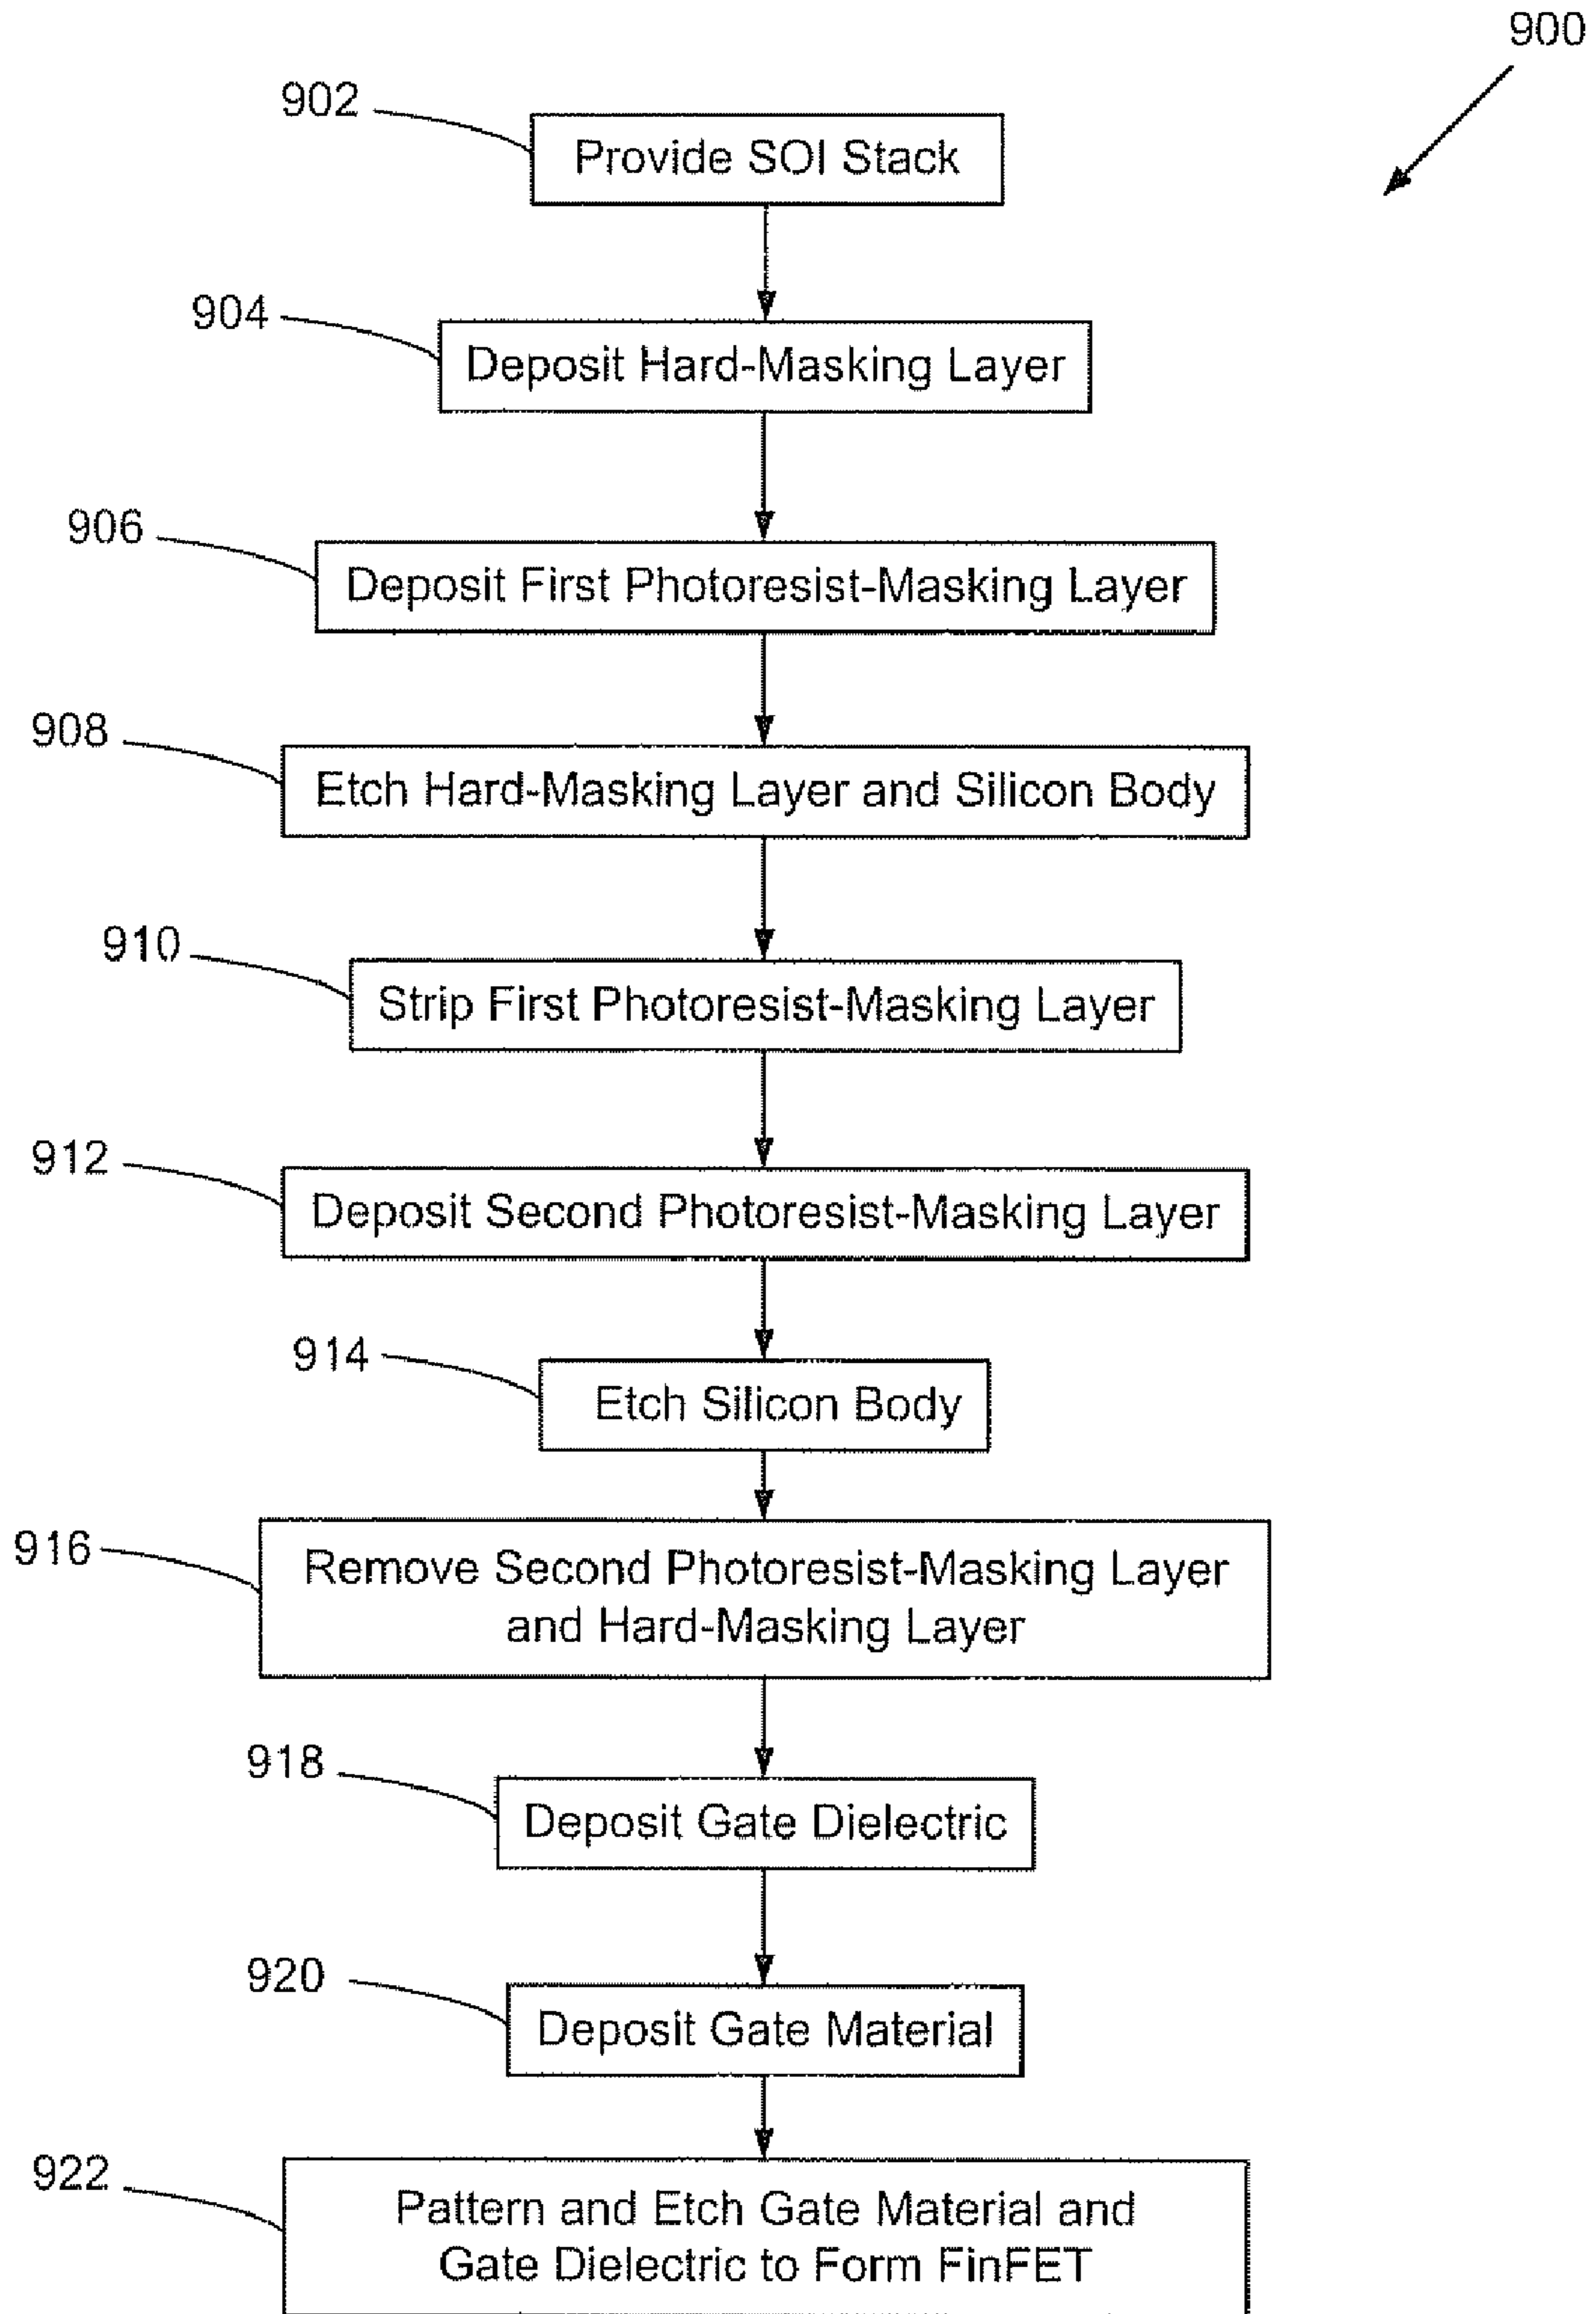 900
902
Provide SOI Stack
904
Deposit Hard-Masking Layer
906
Deposit First Photoresist-Masking Layer
908
Etch Hard-Masking Layer and Silicon Body
910
Strip First Photoresist-Masking Layer
912
Deposit Second Photoresist-Masking Layer
914
Etch Silicon Body
916
Remove Second Photoresist-Masking Layer
and Hard-Masking Layer
918
Deposit Gate Dielectric
920
Deposit Gate Material
922
Pattern and Etch Gate Material and
Gate Dielectric to Form FinFET